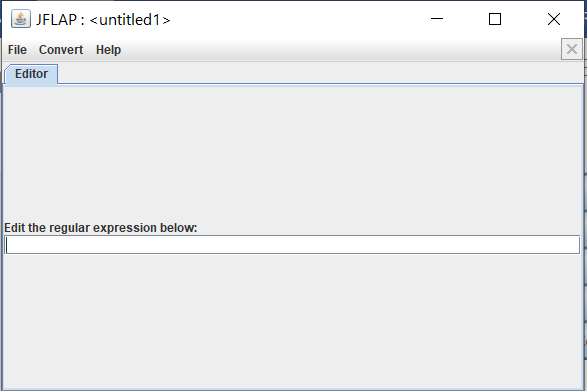 JFLAP : <untitled1>
File Convert Help
Editor
Edit the regular expression below: